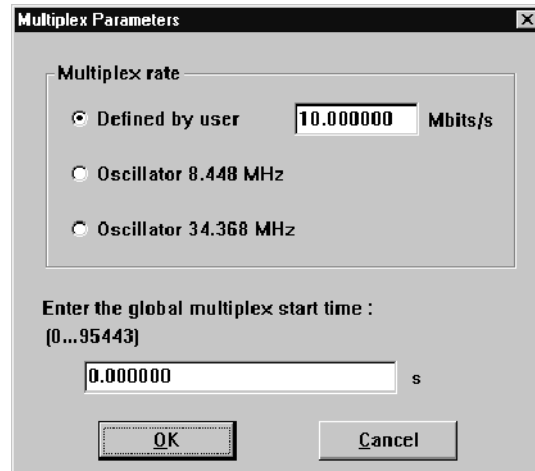 Multiplex Parameters
Multiplex rate
Defined by user 10.000000 Mbits/s
Oscillator 8.448 MHz
Oscillator 34.368 MHz
Enter the global multiplex start time :
(0...95443)
0.000000 s
OK Cancel